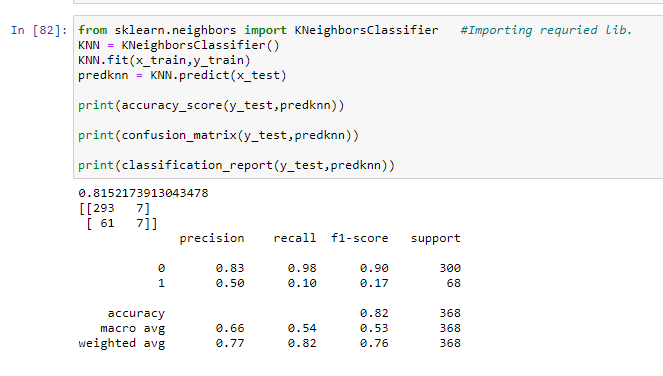 In [82]: from sklearn.neighbors import KNeighborsClassifier   #Importing requried lib.
KNN = KNeighborsClassifier()
KNN.fit(x_train,y_train)
predknn = KNN.predict(x_test)
print(accuracy_score(y_test,predknn))
print(confusion_matrix(y_test,predknn))
print(classification_report(y_test,predknn))
0.8152173913043478
[[293   7]
 [ 61   7]]
              precision    recall  f1-score   support
           0       0.83      0.98      0.90       300
           1       0.50      0.10      0.17        68
    accuracy                           0.82       368
   macro avg       0.66      0.54      0.53       368
weighted avg       0.77      0.82      0.76       368